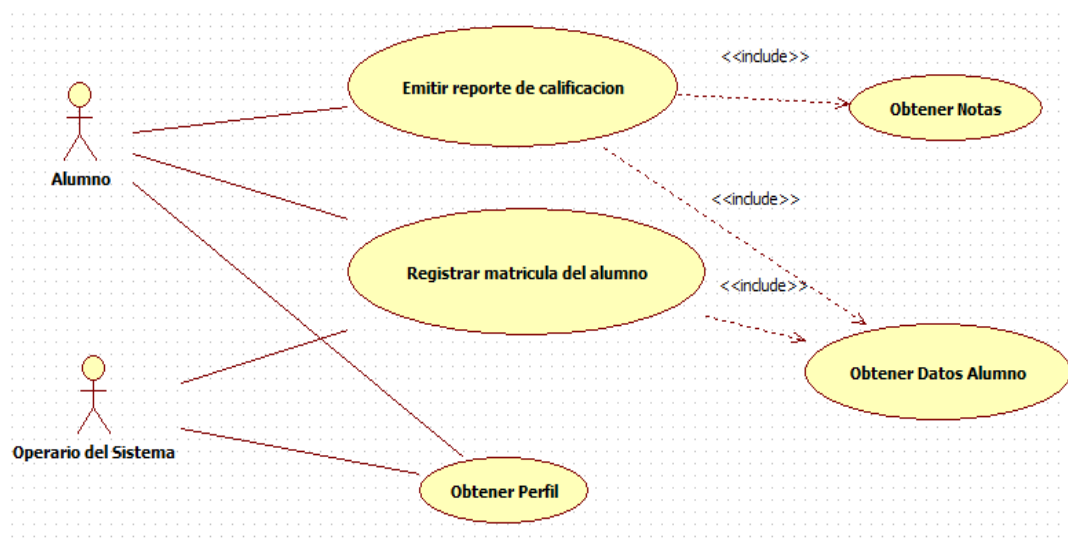 <<include>>
Emitir reporte de calificacion
Obtener Notas
Alumno
<<include>>
Registrar matricula del alumno
<<include>>
Obtener Datos Alumno
Operario del Sistema
Obtener Perfil